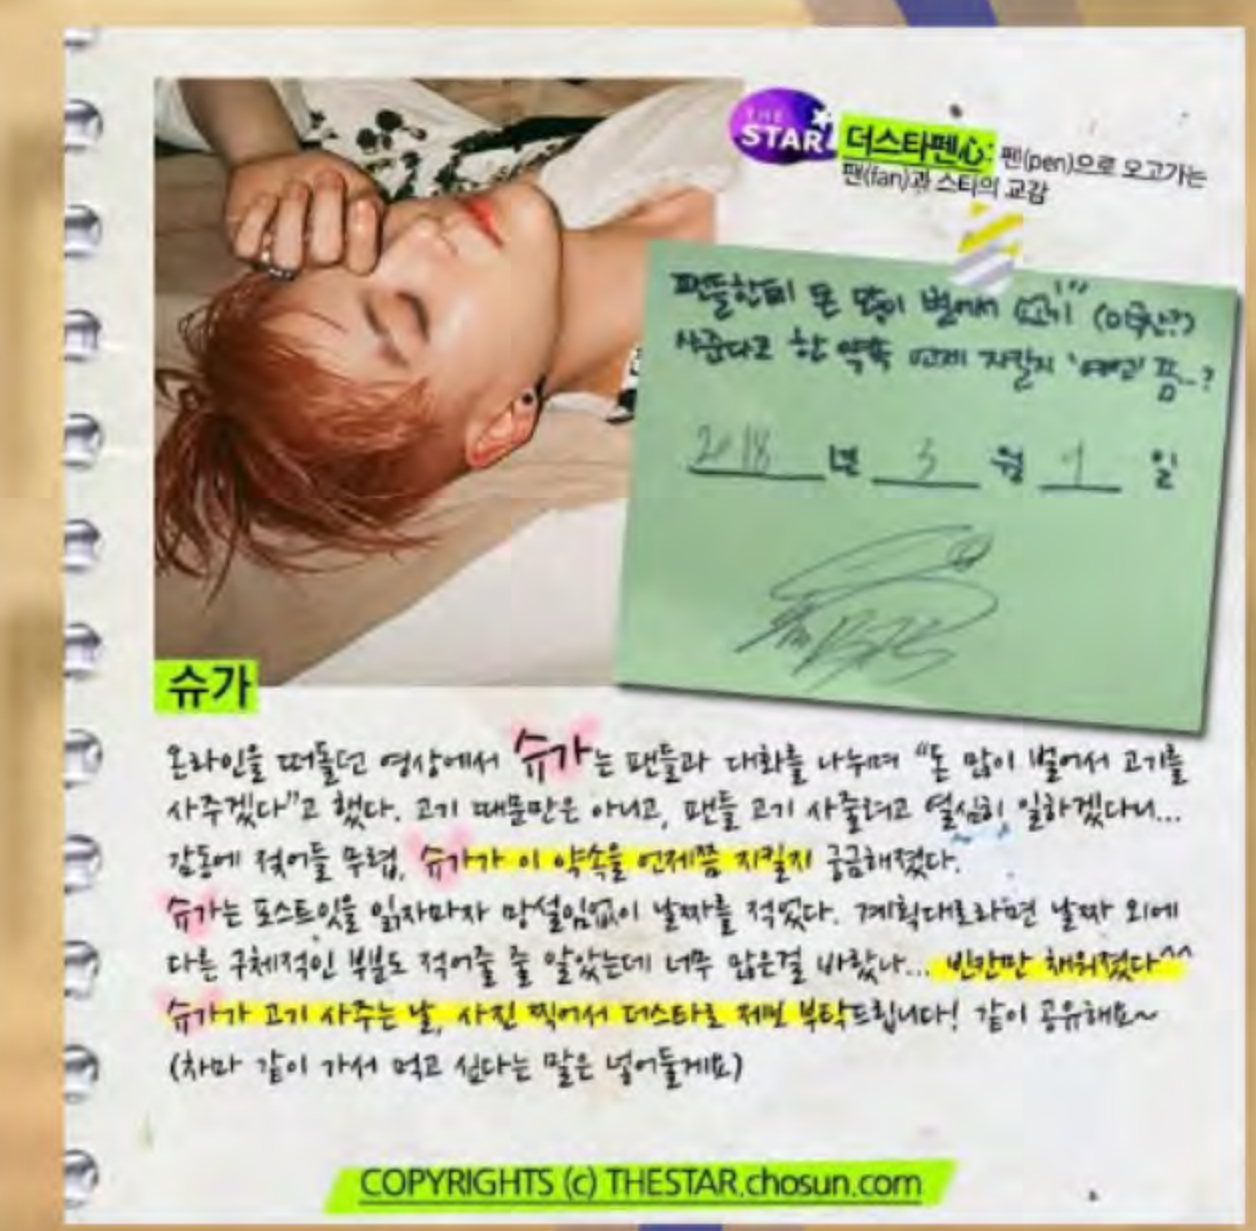 THE
STAR
더스타펜心: 펜(pen)으로 오고가는
팬(fan)과 스타의 교감
팬들한테 돈 많이 벌어서 (미국산?)
사준다고 한 약속 언제 지킬지
2018 년 3 월 일
BTS
슈가
온라인을 떠돌던 영상에서 슈가는 팬들과 대화를 나누며 “돈 많이 벌어서 고기를
사주겠다”고 했다. 고기 때문만은 아니고, 팬들 고기 사줄려고 열심히 일하겠다니...
감동에 젖어들 무렵, 슈가가 이 약속을 언제쯤 지킬지 궁금해졌다.
슈가는 포스트잇을 읽자마자 망설임없이 날짜를 적었다. 계획대로라면 날짜 외에
다른 구체적인 부분도 적어줄 줄 알았는데 너무 많은걸 바랐나... 빈칸만 채워졌다^^
슈가가 고기 사주는 날, 사진 찍어서 더스타로 제보 부탁드립니다! 같이 공유해요~
(차마 같이 가서 먹고 싶다는 말은 넣어둘게요)
COPYRIGHTS (c) THESTAR.chosun.com